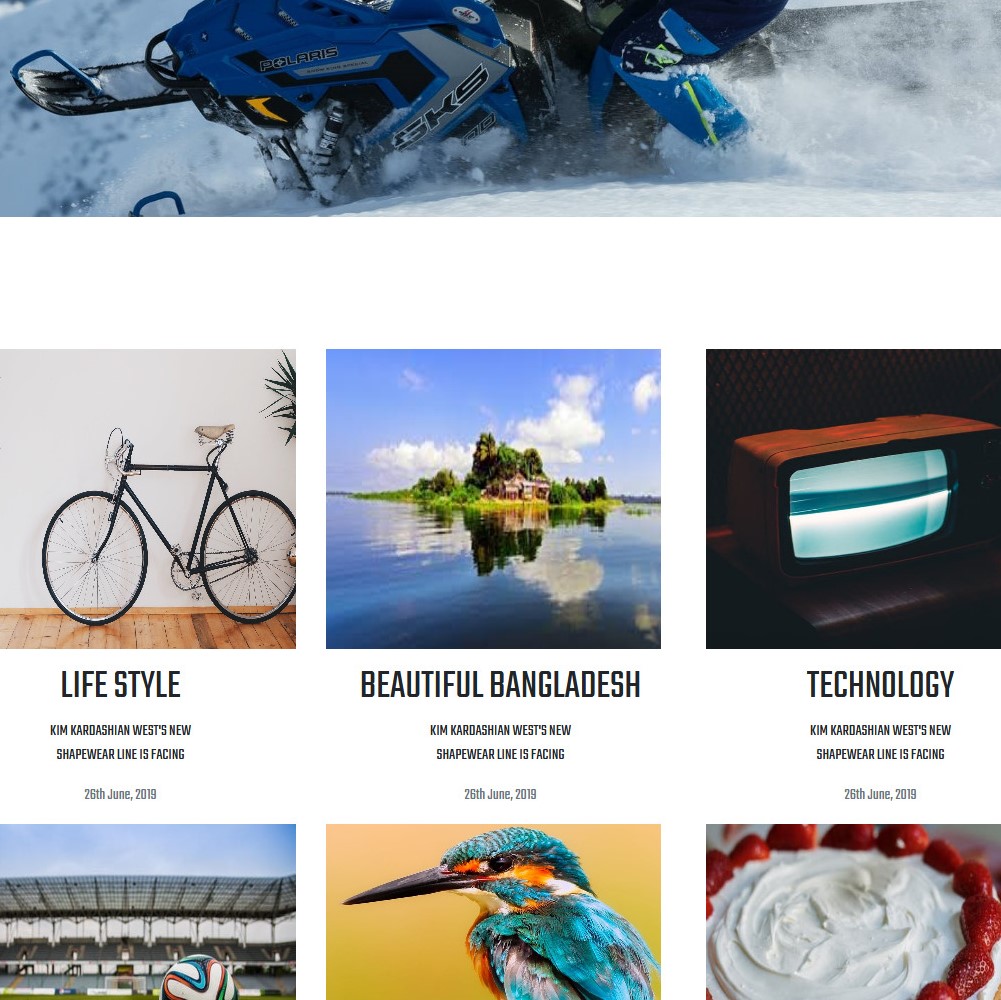 POLARIS
SKS
LIFE STYLE
KIM KARDASHIAN WEST'S NEW
SHAPEWEAR LINE IS FACING
26th June, 2019
BEAUTIFUL BANGLADESH
KIM KARDASHIAN WEST'S NEW
SHAPEWEAR LINE IS FACING
26th June, 2019
TECHNOLOGY
KIM KARDASHIAN WEST'S NEW
SHAPEWEAR LINE IS FACING
26th June, 2019